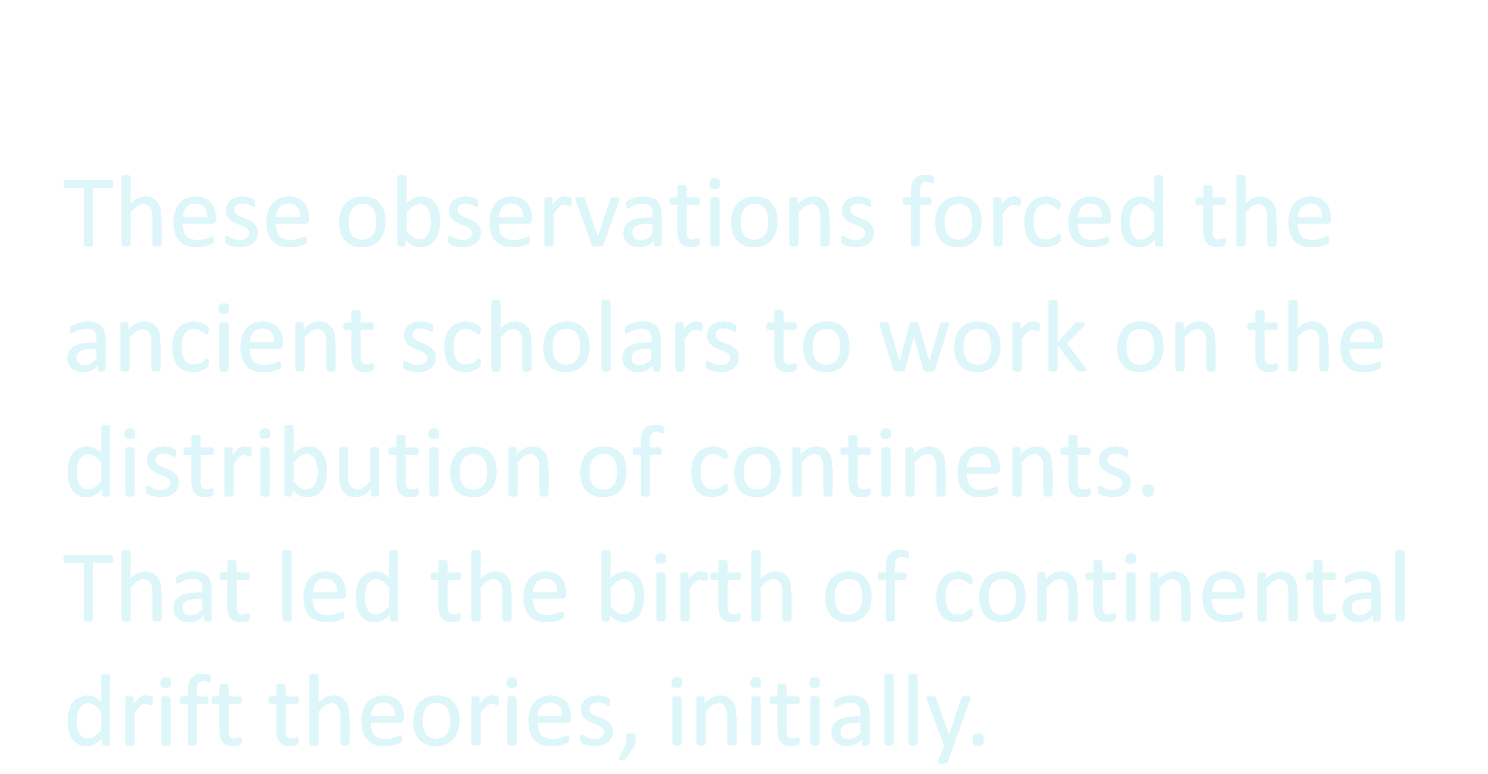 These observations forced the
ancient scholars to work on the
distribution of continents.
That led the birth of continental
drift theories, initially.